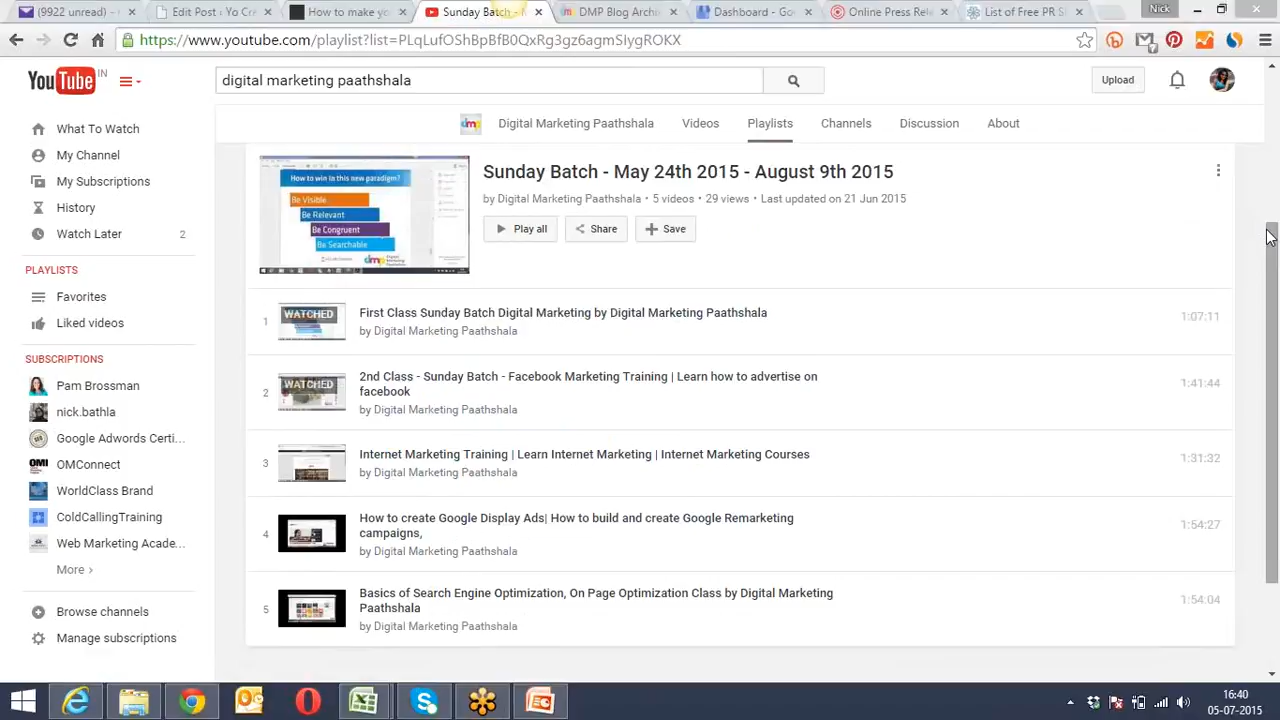 (9922 unread) -
Edit Post ‹ Yo Cre
How to make you
Sunday Batch -
DMP Blog Archi
Dashboard - Go
Online Press Rele
List of Free PR S
Nick
https://www.youtube.com/playlist?list=PLqLufOShBpBfB0QxRg3gz6agmSIygROKX
YouTube IN
digital marketing paathshala
Upload
Digital Marketing Paathshala
Videos
Playlists
Channels
Discussion
About
What To Watch
My Channel
My Subscriptions
History
Watch Later 2
PLAYLISTS
Favorites
Liked videos
SUBSCRIPTIONS
Pam Brossman
nick.bathla
Google Adwords Certi...
OMConnect
WorldClass Brand
ColdCallingTraining
Web Marketing Acade...
More ›
Browse channels
Manage subscriptions
How to win in this new paradigm?
Be Visible
Be Relevant
Be Congruent
Be Searchable
dmp Digital Marketing Paathshala
Sunday Batch - May 24th 2015 - August 9th 2015
by Digital Marketing Paathshala • 5 videos • 29 views • Last updated on 21 Jun 2015
Play all
Share
Save
1
WATCHED
First Class Sunday Batch Digital Marketing by Digital Marketing Paathshala
by Digital Marketing Paathshala
1:07:11
2
WATCHED
2nd Class - Sunday Batch - Facebook Marketing Training | Learn how to advertise on
facebook
by Digital Marketing Paathshala
1:41:44
3
Internet Marketing Training | Learn Internet Marketing | Internet Marketing Courses
by Digital Marketing Paathshala
1:31:32
4
How to create Google Display Ads| How to build and create Google Remarketing
campaigns,
by Digital Marketing Paathshala
1:54:27
5
Basics of Search Engine Optimization, On Page Optimization Class by Digital Marketing
Paathshala
by Digital Marketing Paathshala
1:54:04
16:40
05-07-2015